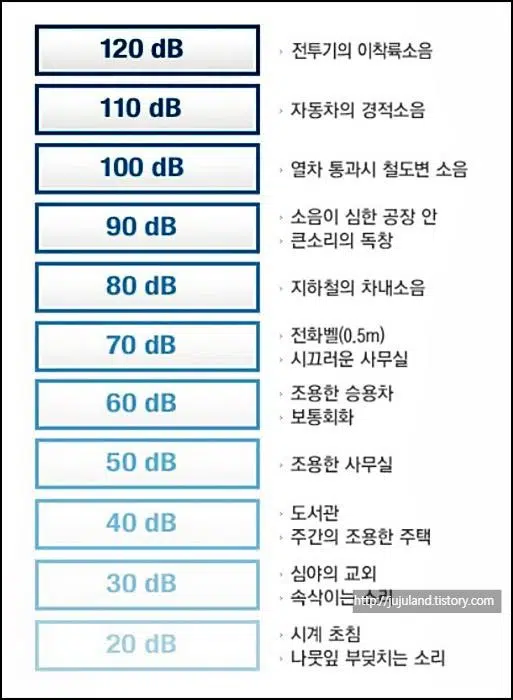 120 dB
› 전투기의 이착륙소음
110 dB
› 자동차의 경적소음
100 dB
› 열차 통과시 철도변 소음
90 dB
› 소음이 심한 공장 안
› 큰소리의 독창
80 dB
› 지하철의 차내소음
70 dB
› 전화벨(0.5m)
› 시끄러운 사무실
60 dB
› 조용한 승용차
› 보통회화
50 dB
› 조용한 사무실
40 dB
› 도서관
› 주간의 조용한 주택
30 dB
› 심야의 교외
› 속삭이는 소리
http://jujuland.tistory.com
20 dB
› 시계 초침
› 나뭇잎 부딪치는 소리